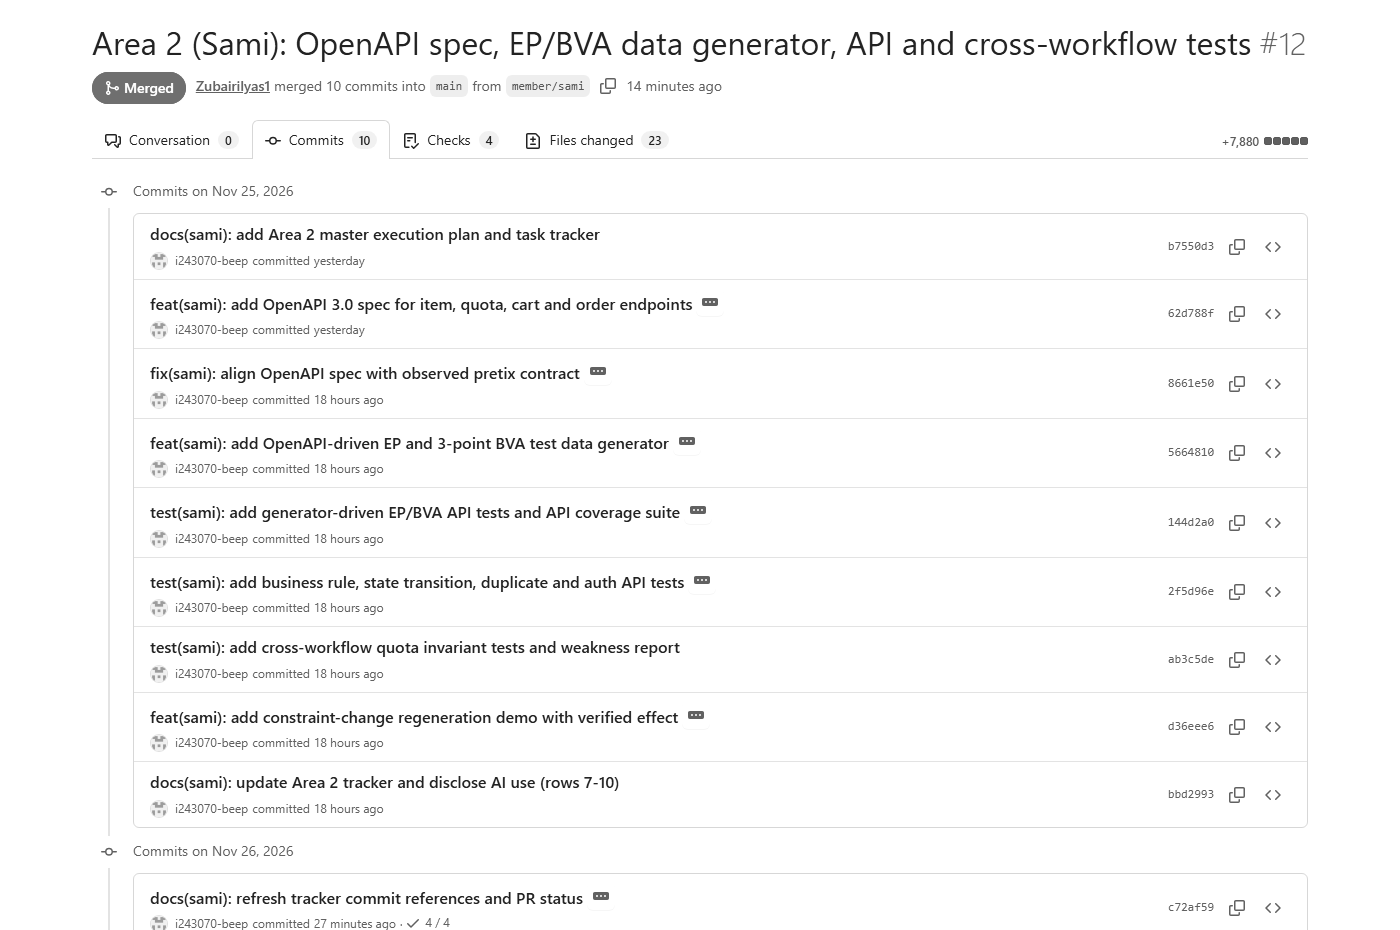 Area 2 (Sami): OpenAPI spec, EP/BVA data generator, API and cross-workflow tests #12
Merged Zubairilyas1 merged 10 commits into main from member/sami 14 minutes ago
Conversation 0 Commits 10 Checks 4 Files changed 23 +7,880
Commits on Nov 25, 2026
docs(sami): add Area 2 master execution plan and task tracker
i243070-beep committed yesterday
b7550d3
feat(sami): add OpenAPI 3.0 spec for item, quota, cart and order endpoints
i243070-beep committed yesterday
62d788f
fix(sami): align OpenAPI spec with observed pretix contract
i243070-beep committed 18 hours ago
8661e50
feat(sami): add OpenAPI-driven EP and 3-point BVA test data generator
i243070-beep committed 18 hours ago
5664810
test(sami): add generator-driven EP/BVA API tests and API coverage suite
i243070-beep committed 18 hours ago
144d2a0
test(sami): add business rule, state transition, duplicate and auth API tests
i243070-beep committed 18 hours ago
2f5d96e
test(sami): add cross-workflow quota invariant tests and weakness report
i243070-beep committed 18 hours ago
ab3c5de
feat(sami): add constraint-change regeneration demo with verified effect
i243070-beep committed 18 hours ago
d36eee6
docs(sami): update Area 2 tracker and disclose AI use (rows 7-10)
i243070-beep committed 18 hours ago
bbd2993
Commits on Nov 26, 2026
docs(sami): refresh tracker commit references and PR status
i243070-beep committed 27 minutes ago · 4 / 4
c72af59